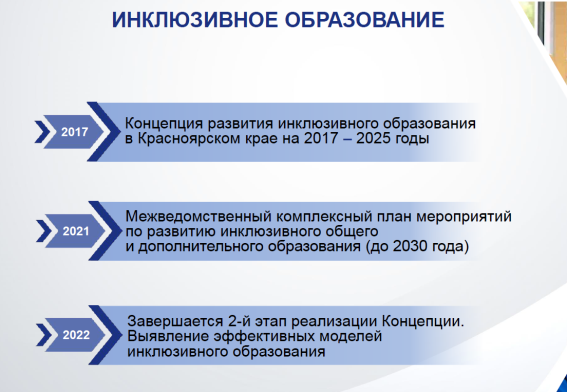 ИНКЛЮЗИВНОЕ ОБРАЗОВАНИЕ
2017
Концепция развития инклюзивного образования
в Красноярском крае на 2017 – 2025 годы
2021
Межведомственный комплексный план мероприятий
по развитию инклюзивного общего
и дополнительного образования (до 2030 года)
2022
Завершается 2-й этап реализации Концепции.
Выявление эффективных моделей
инклюзивного образования